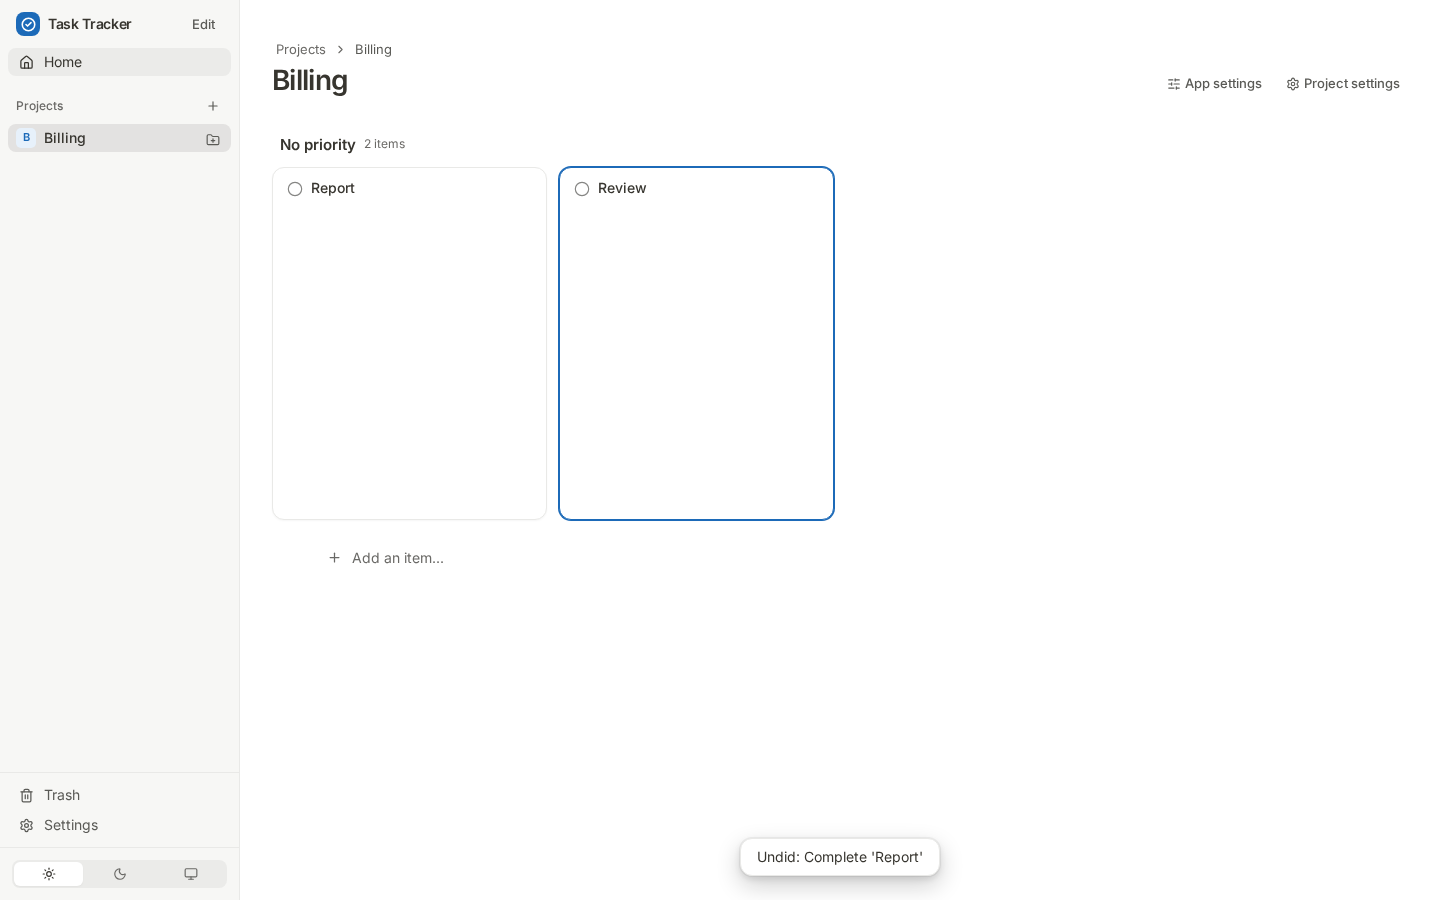 Task Tracker
Edit
Home
Projects
B
Billing
Trash
Settings
Projects
Billing
Billing
App settings
Project settings
No priority
2 items
Report
Review
Add an item...
Undid: Complete 'Report'